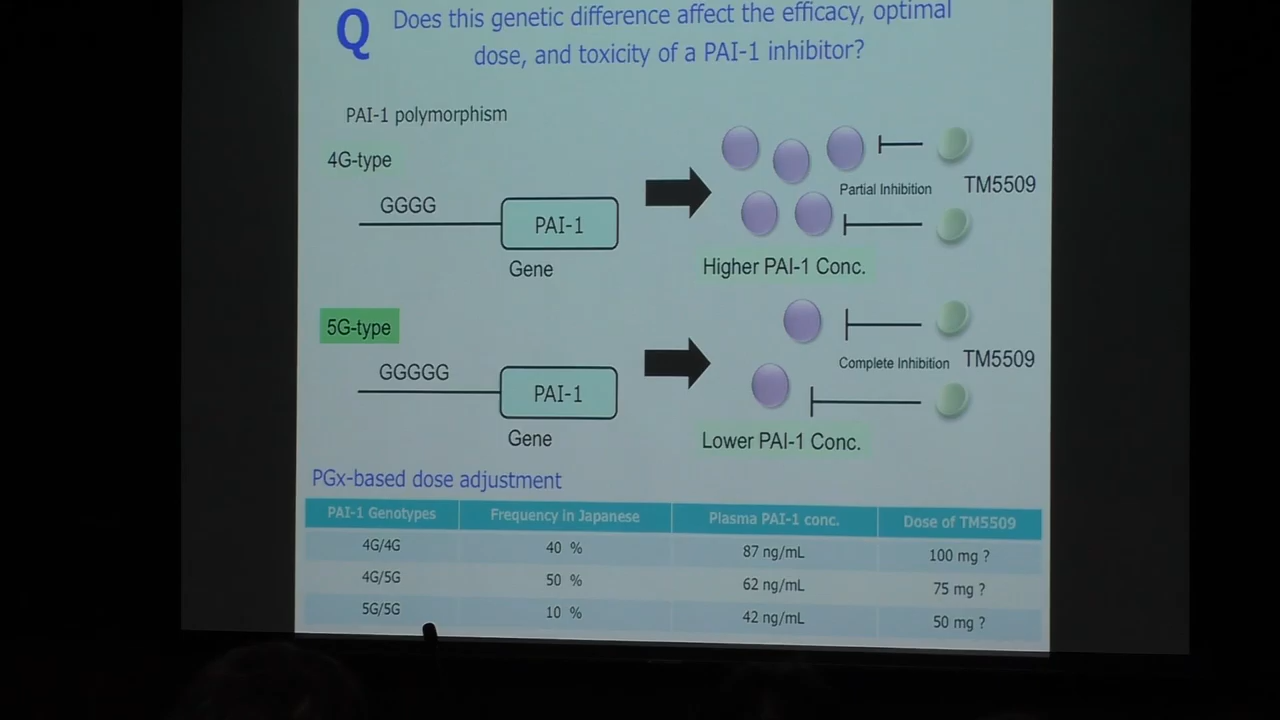 Q
Does this genetic difference affect the efficacy, optimal
dose, and toxicity of a PAI-1 inhibitor?
PAI-1 polymorphism
4G-type
GGGG
PAI-1
Gene
Partial Inhibition
TM5509
Higher PAI-1 Conc.
5G-type
GGGGG
PAI-1
Gene
Complete Inhibition
TM5509
Lower PAI-1 Conc.
PGx-based dose adjustment
PAI-1 Genotypes Frequency in Japanese Plasma PAI-1 conc. Dose of TM5509
4G/4G 40 % 87 ng/mL 100 mg ?
4G/5G 50 % 62 ng/mL 75 mg ?
5G/5G 10 % 42 ng/mL 50 mg ?